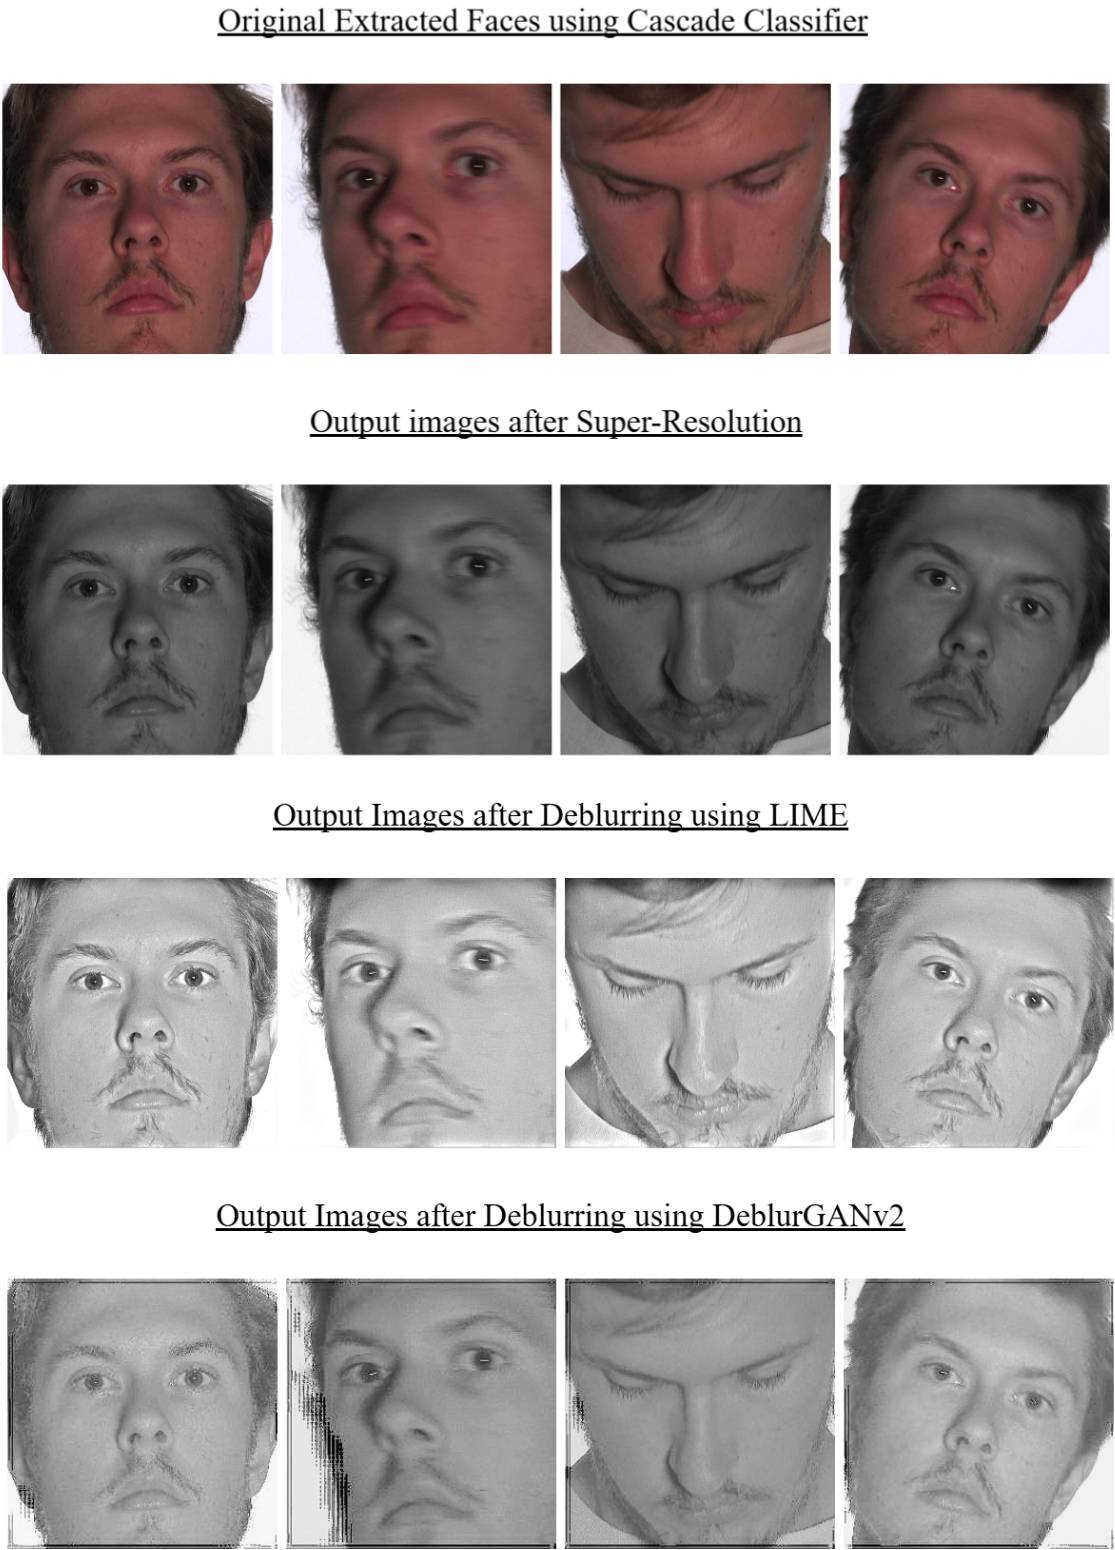 Original Extracted Faces using Cascade Classifier
Output images after Super-Resolution
Output Images after Deblurring using LIME
Output Images after Deblurring using DeblurGANv2